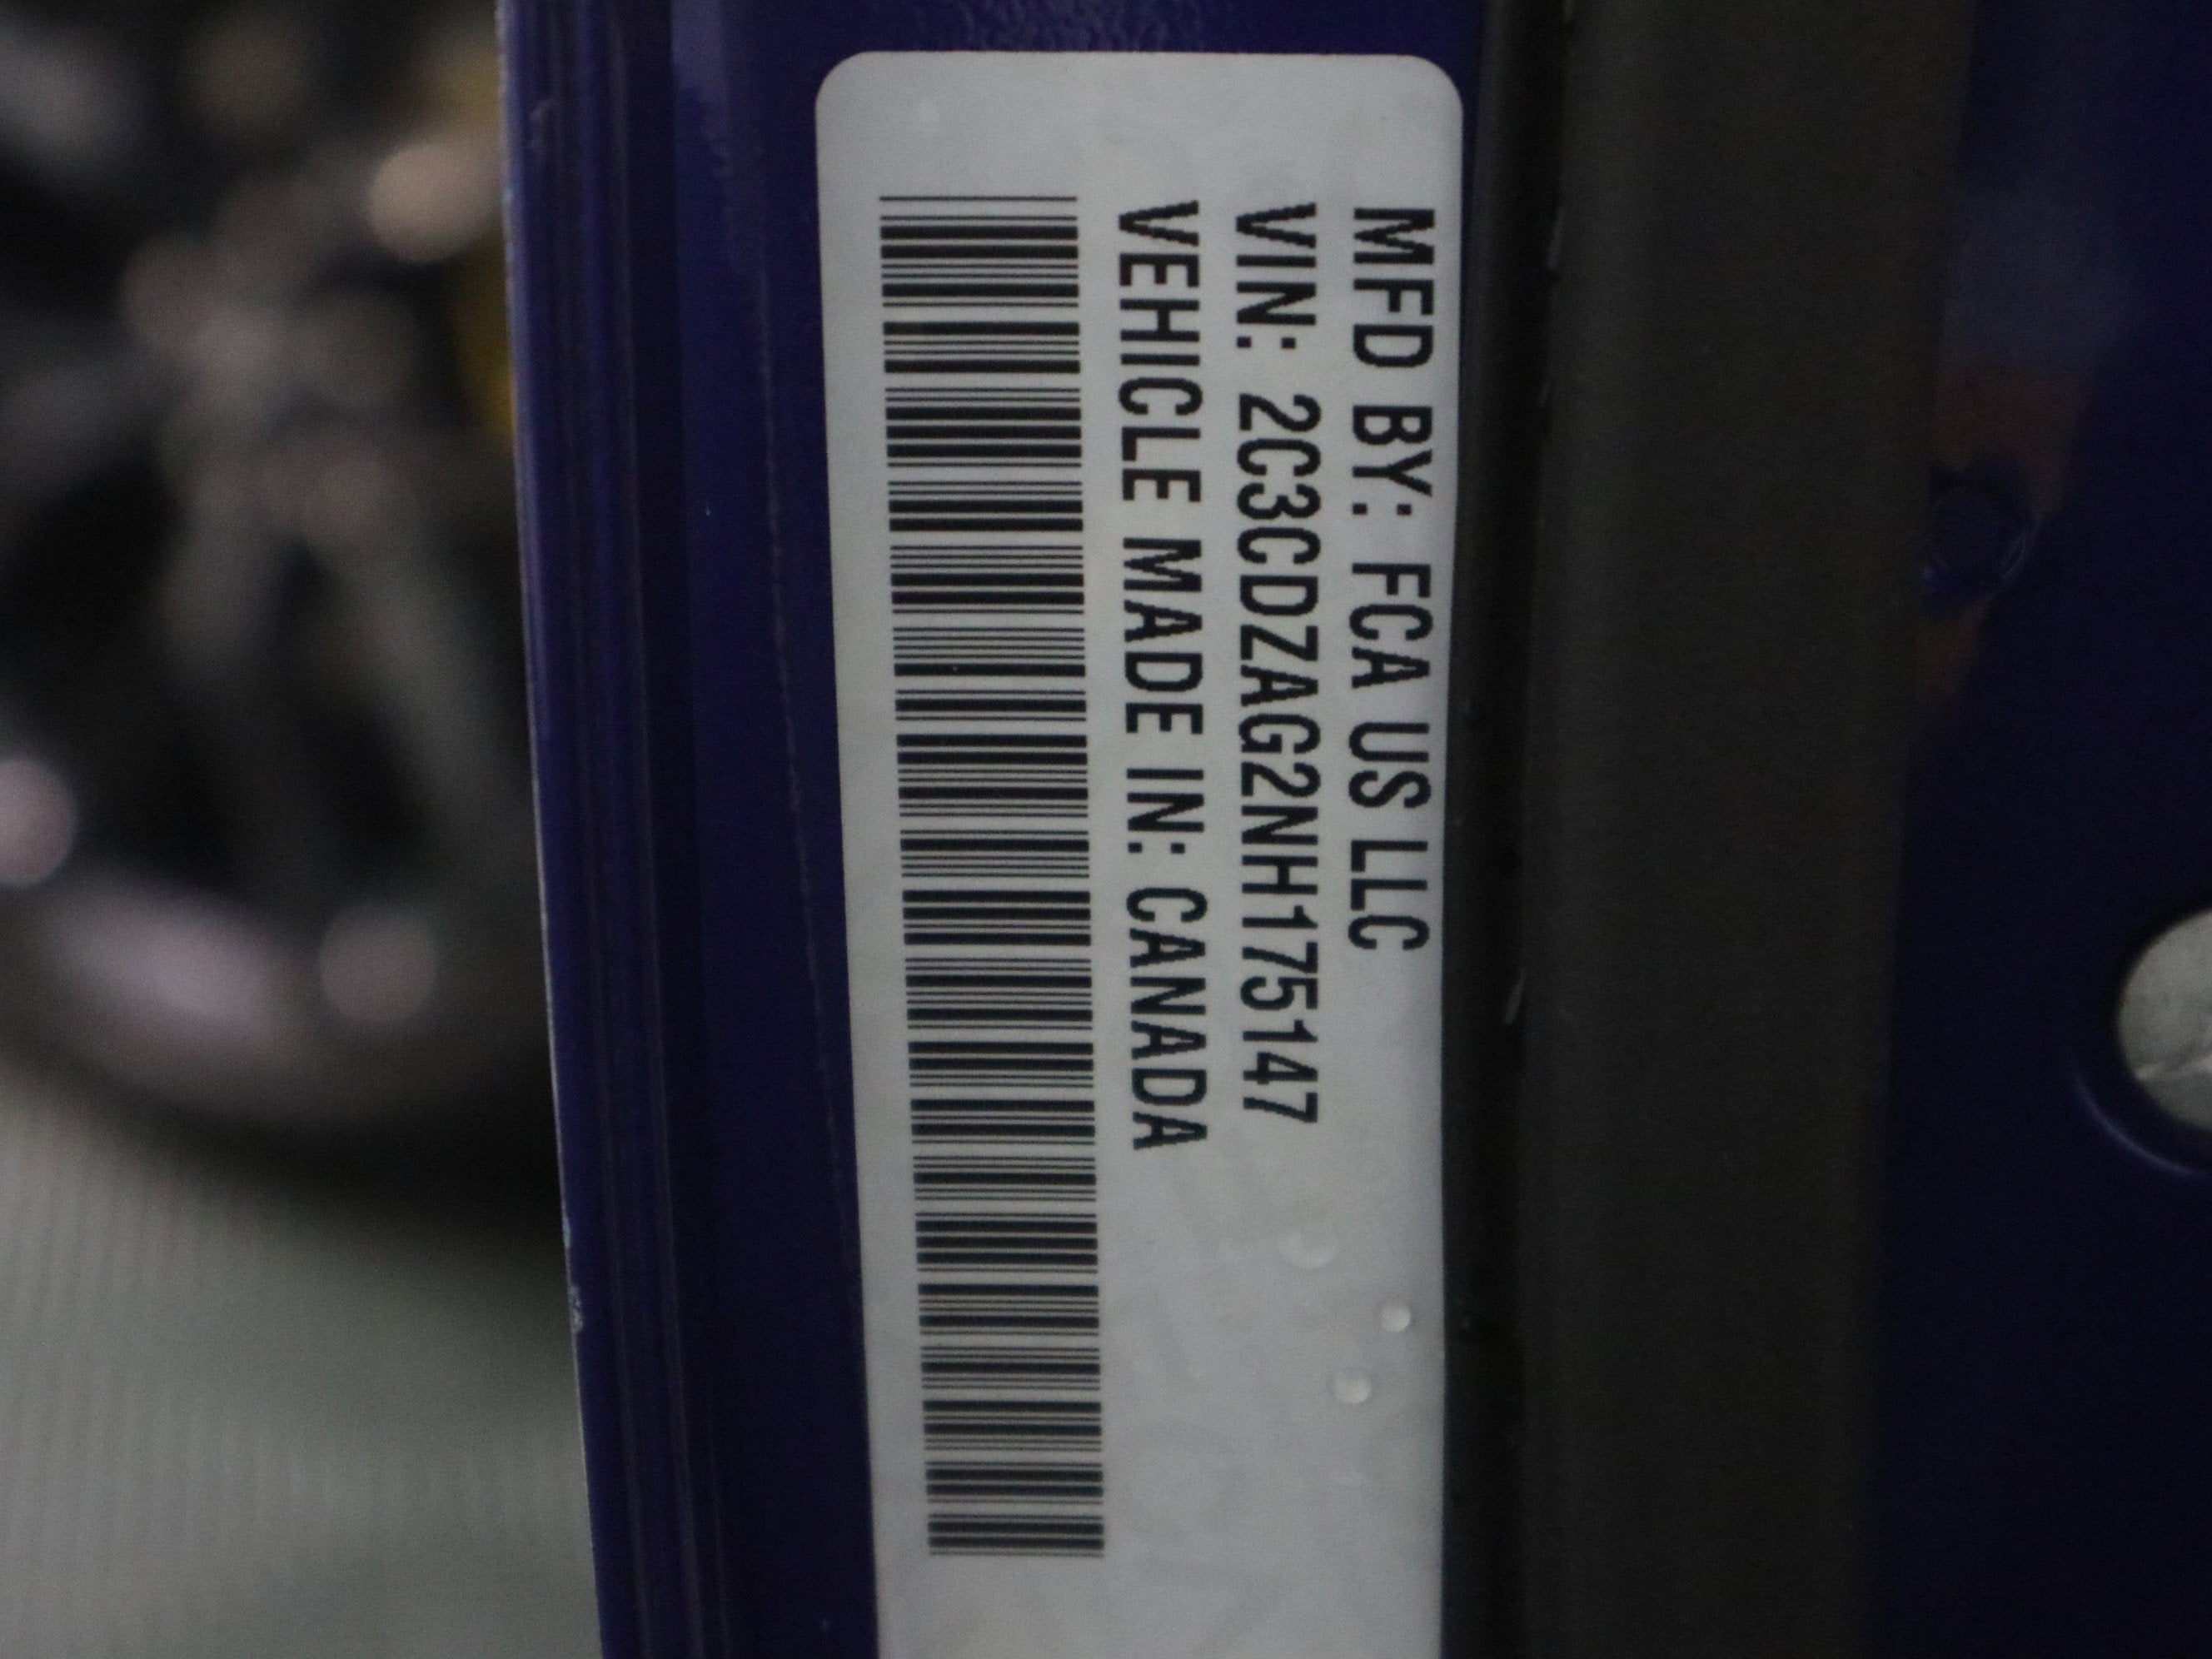 MFD BY: FCA US LLC
VIN: 2C3CDZAG2NH175147
VEHICLE MADE IN: CANADA